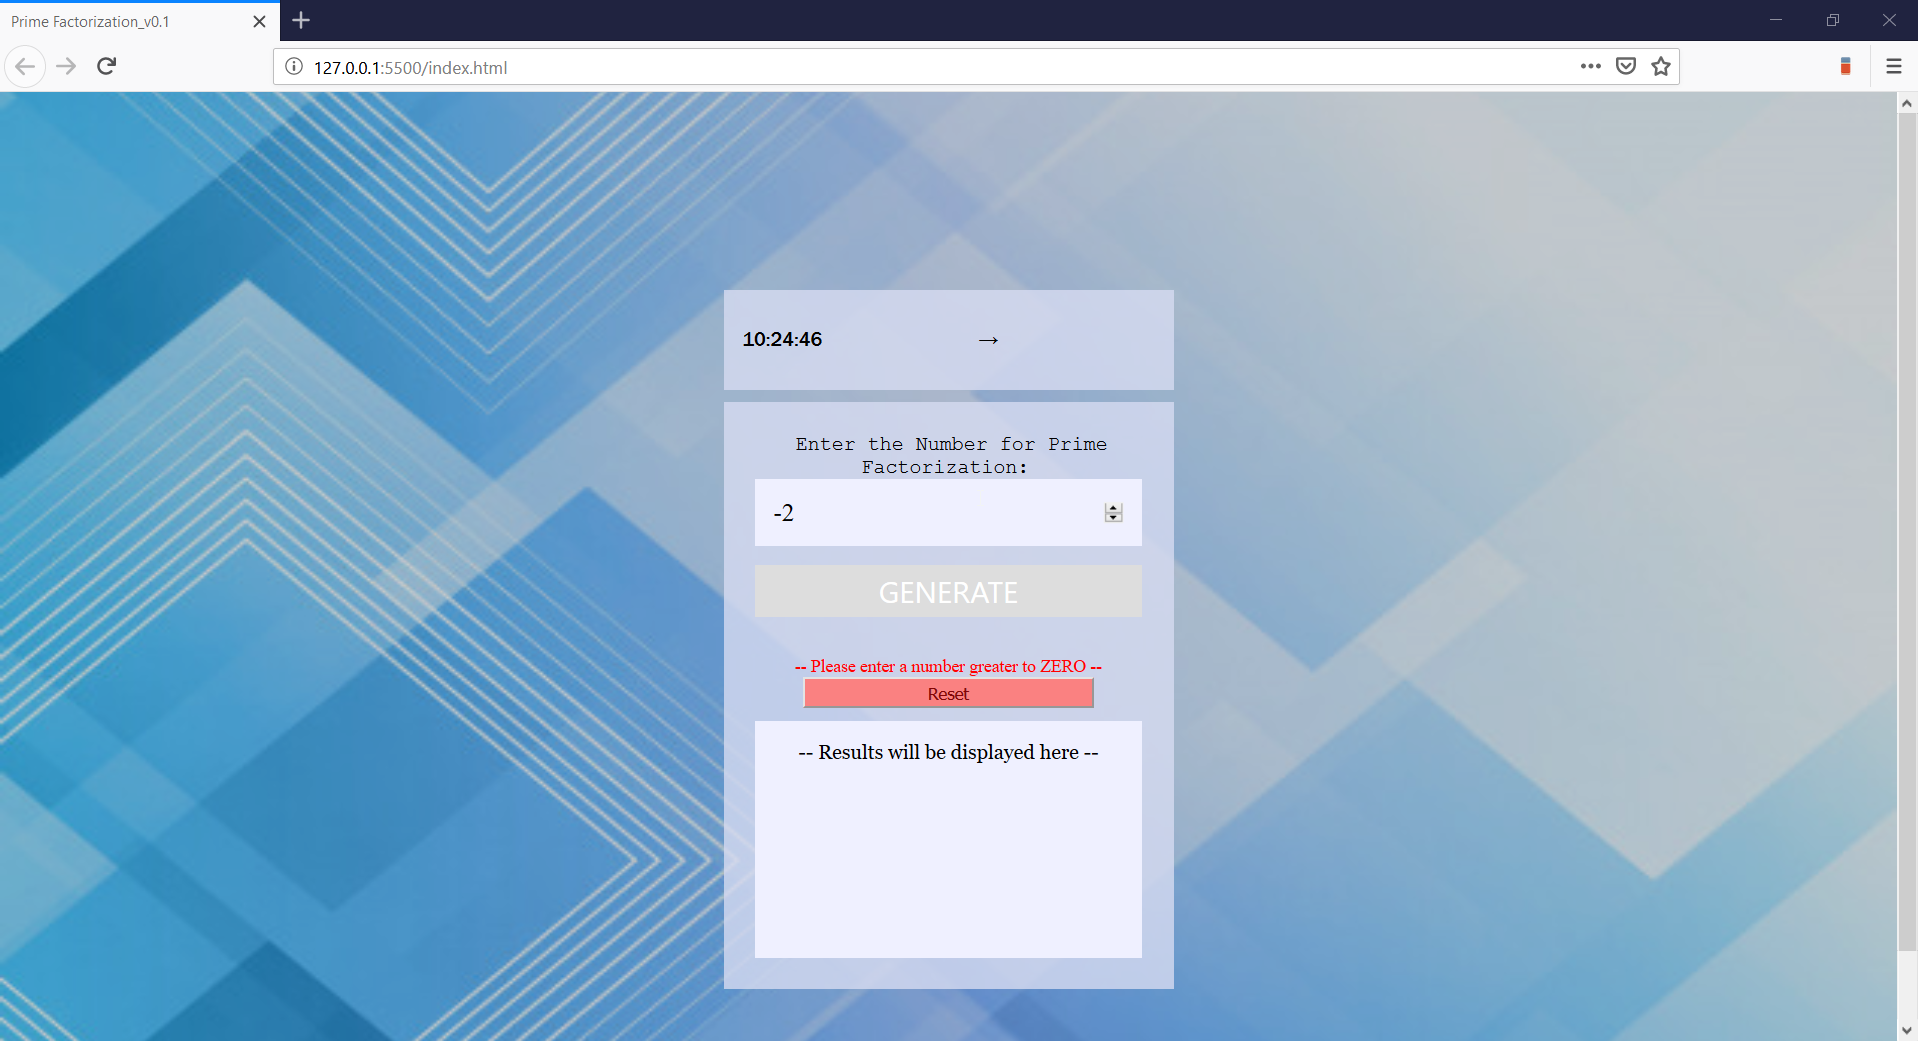 Prime Factorization_v0.1
127.0.0.1:5500/index.html
10:24:46 →
Enter the Number for Prime
Factorization:
-2
GENERATE
-- Please enter a number greater to ZERO --
Reset
-- Results will be displayed here --